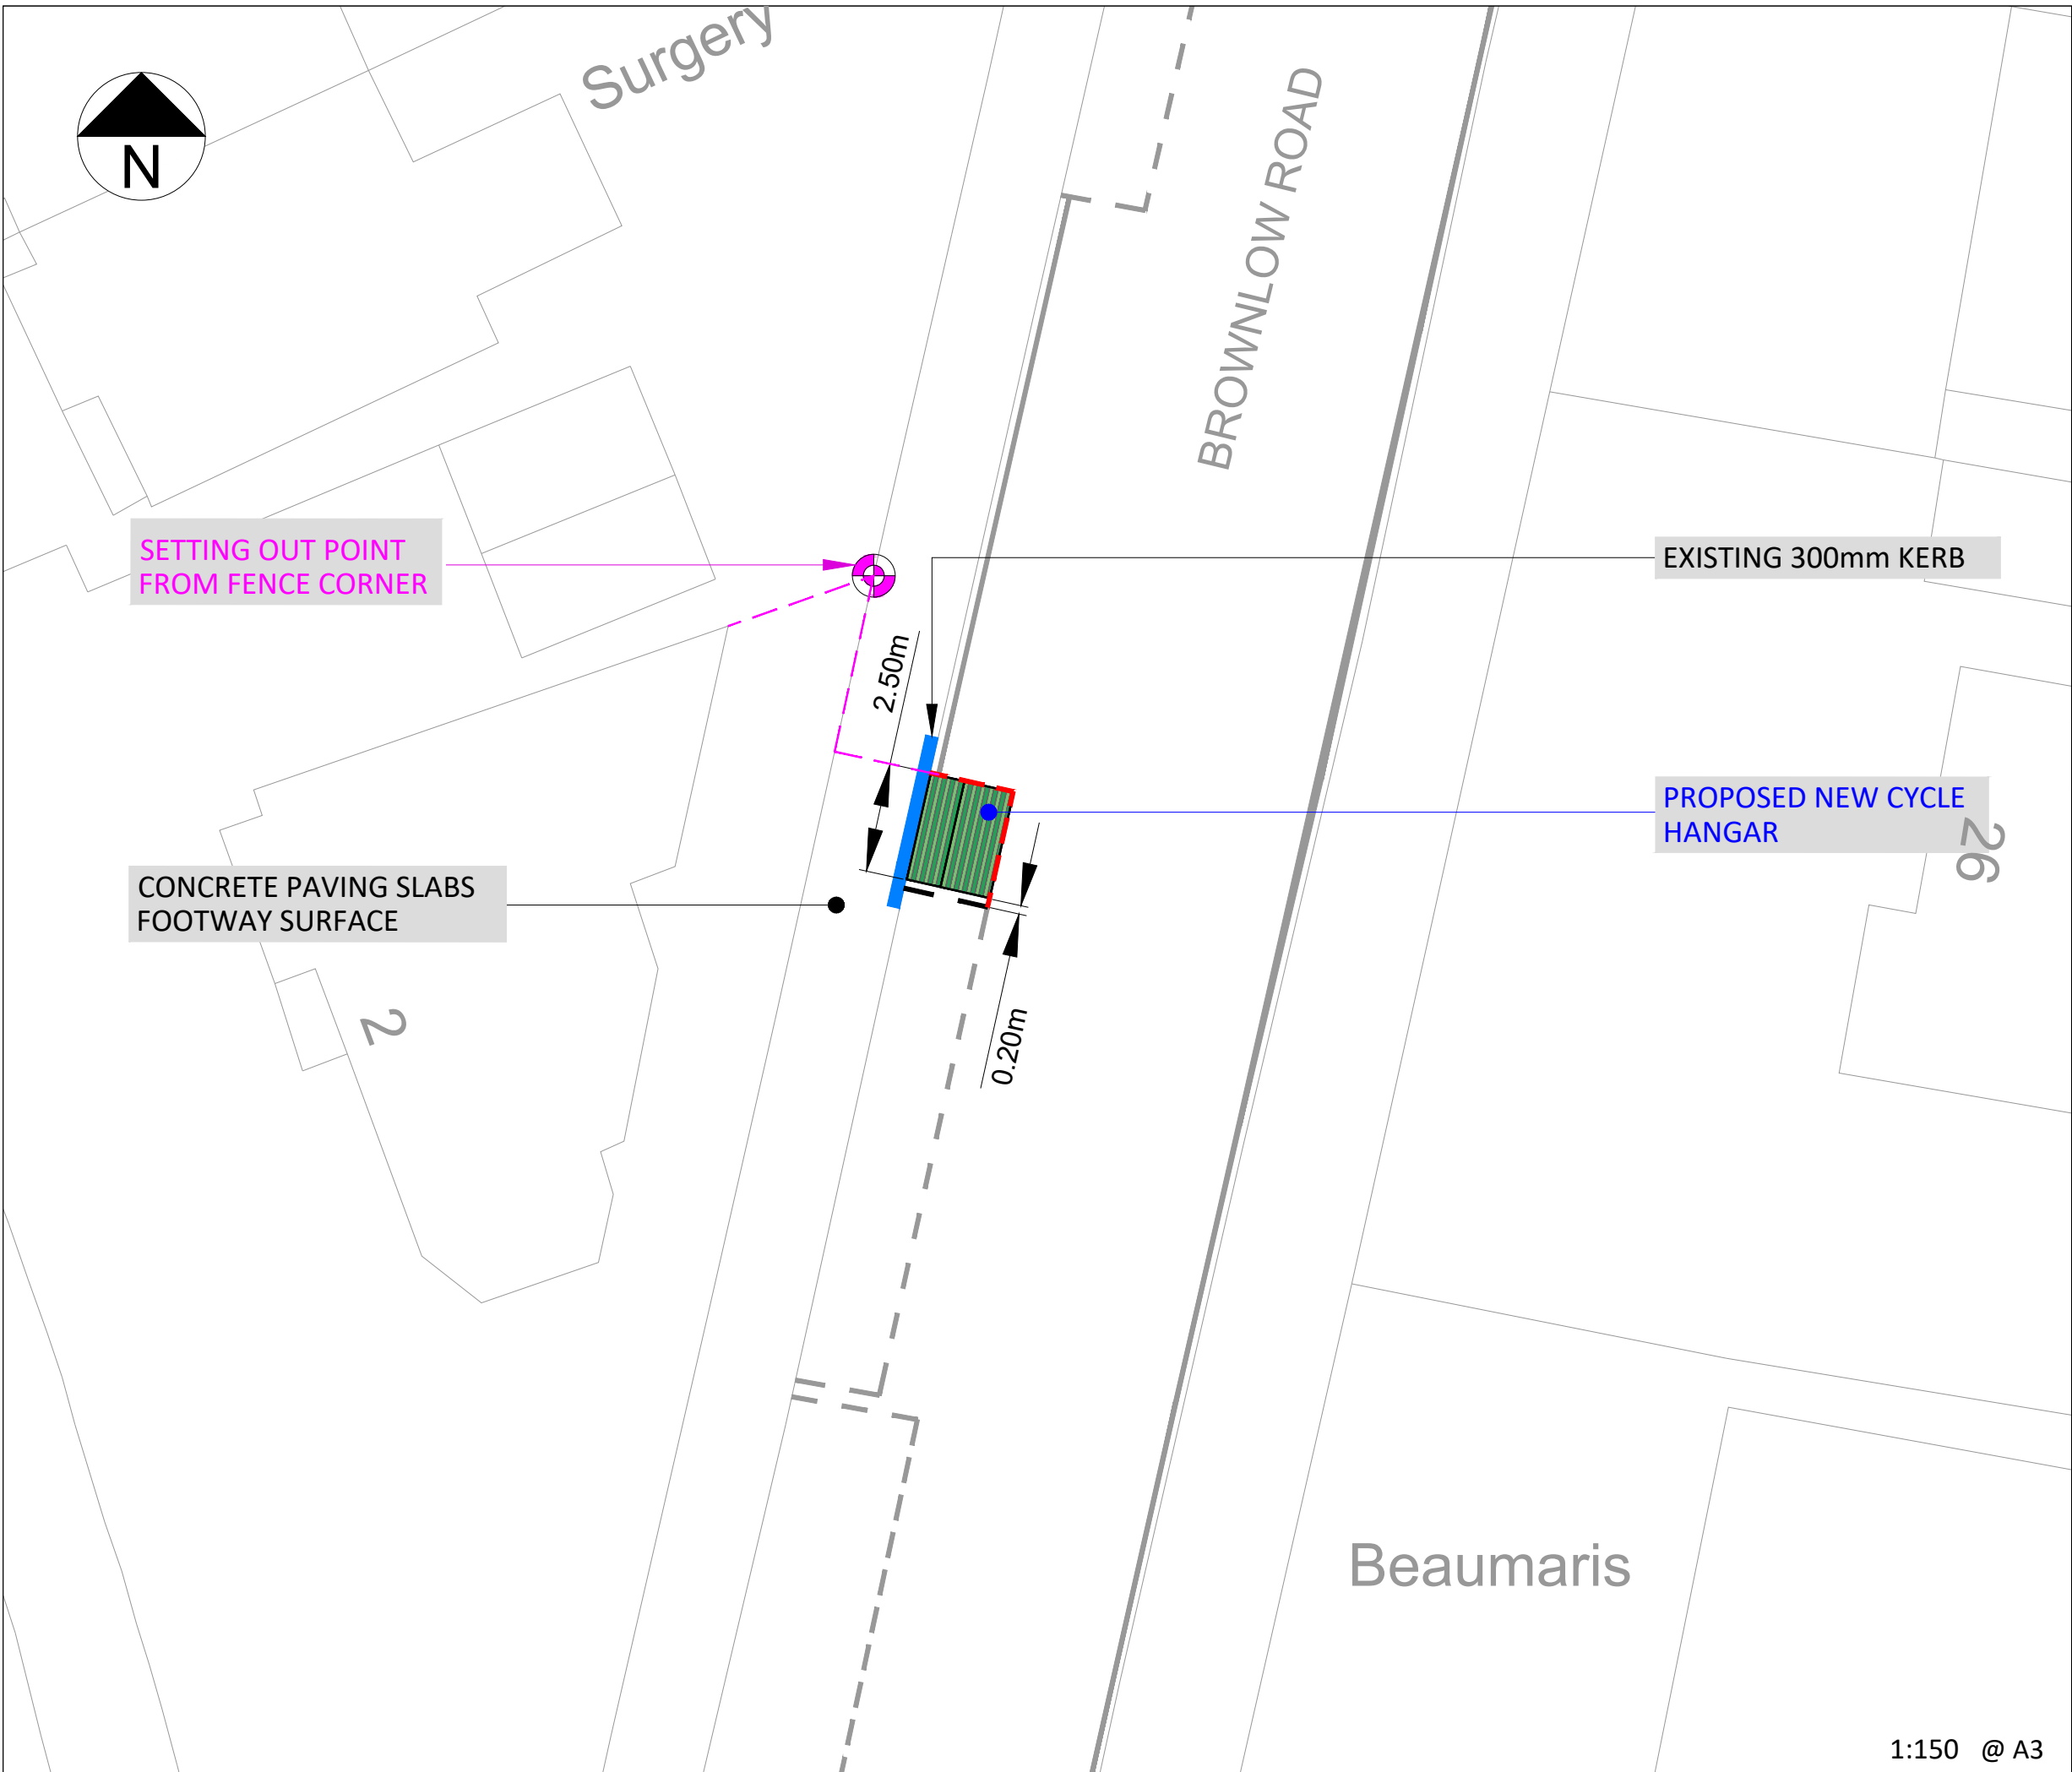 Surgery
N
BROWNLOW ROAD
SETTING OUT POINT
FROM FENCE CORNER
EXISTING 300mm KERB
2.50m
PROPOSED NEW CYCLE
HANGAR
26
CONCRETE PAVING SLABS
FOOTWAY SURFACE
2
0.20m
Beaumaris
1:150 @ A3